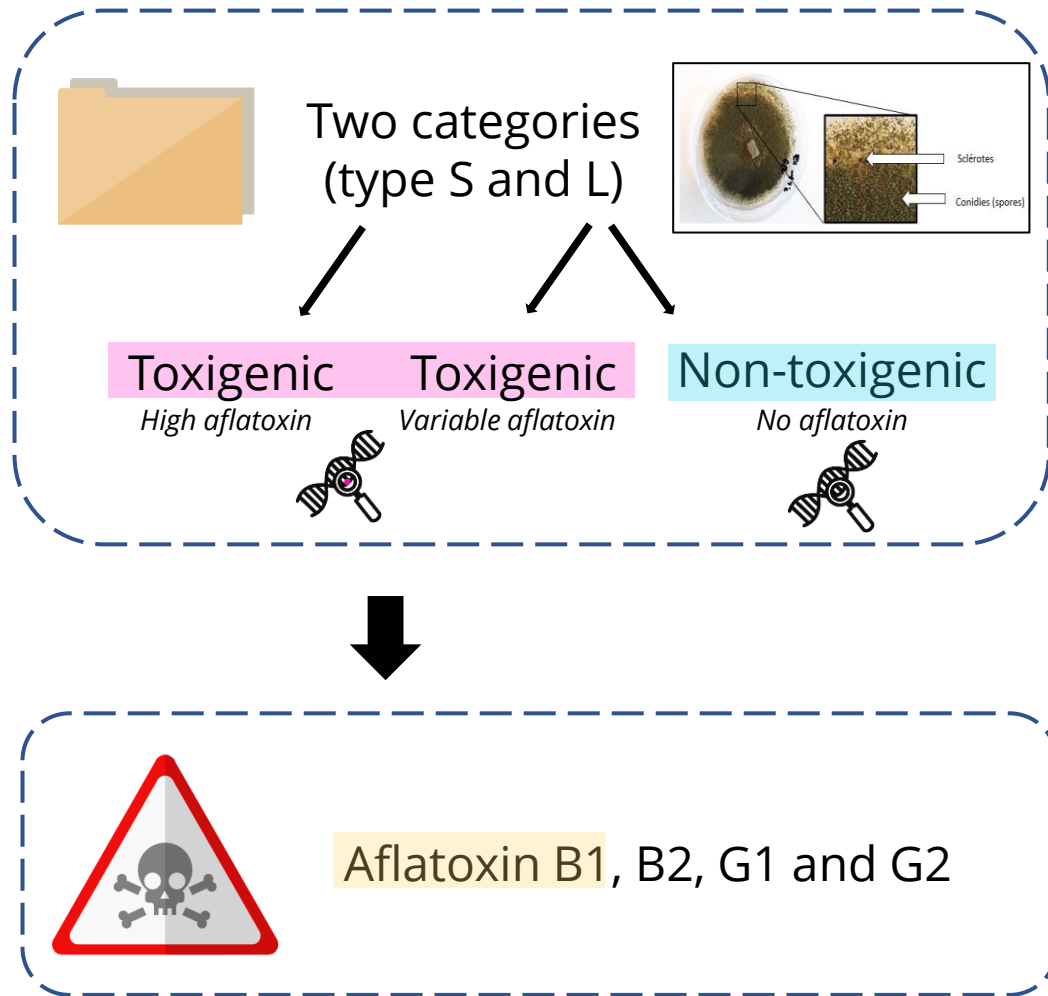 Two categories
(type S and L)
Sclérotes
Conidies (spores)
Toxigenic
High aflatoxin
Toxigenic
Variable aflatoxin
Non-toxigenic
No aflatoxin
Aflatoxin B1, B2, G1 and G2